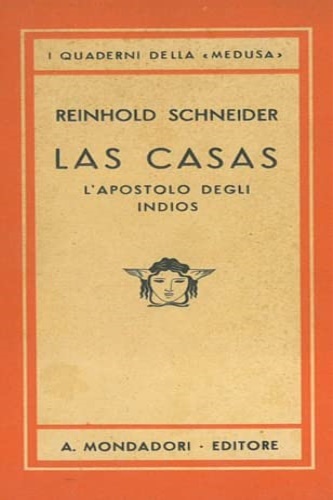 I QUADERNI DELLA «MEDUSA»
REINHOLD SCHNEIDER
LAS CASAS
L'APOSTOLO DEGLI
INDIOS
A. MONDADORI · EDITORE